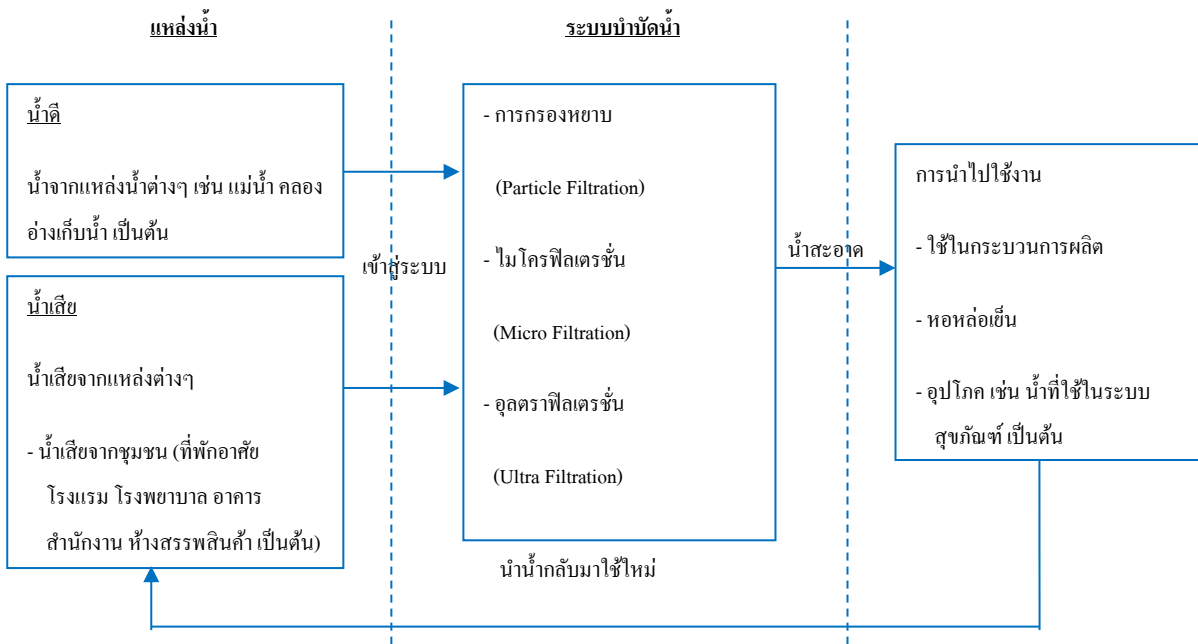 แหล่งน้ำ
ระบบบำบัดน้ำ
น้ำดี
น้ำจากแหล่งน้ำต่างๆ เช่น แม่น้ำ คลอง
อ่างเก็บน้ำ เป็นต้น
น้ำเสีย
น้ำเสียจากแหล่งต่างๆ
- น้ำเสียจากชุมชน (ที่พักอาศัย
โรงแรม โรงพยาบาล อาคาร
สำนักงาน ห้างสรรพสินค้า เป็นต้น)
เข้าสู่ระบบ
- การกรองหยาบ
(Particle Filtration)
- ไมโครฟิลเตรชั่น
(Micro Filtration)
- อุลตราฟิลเตรชั่น
(Ultra Filtration)
น้ำสะอาด
การนำไปใช้งาน
- ใช้ในกระบวนการผลิต
- หอหล่อเย็น
- อุปโภค เช่น น้ำที่ใช้ในระบบ
สุขภัณฑ์ เป็นต้น
นำน้ำกลับมาใช้ใหม่